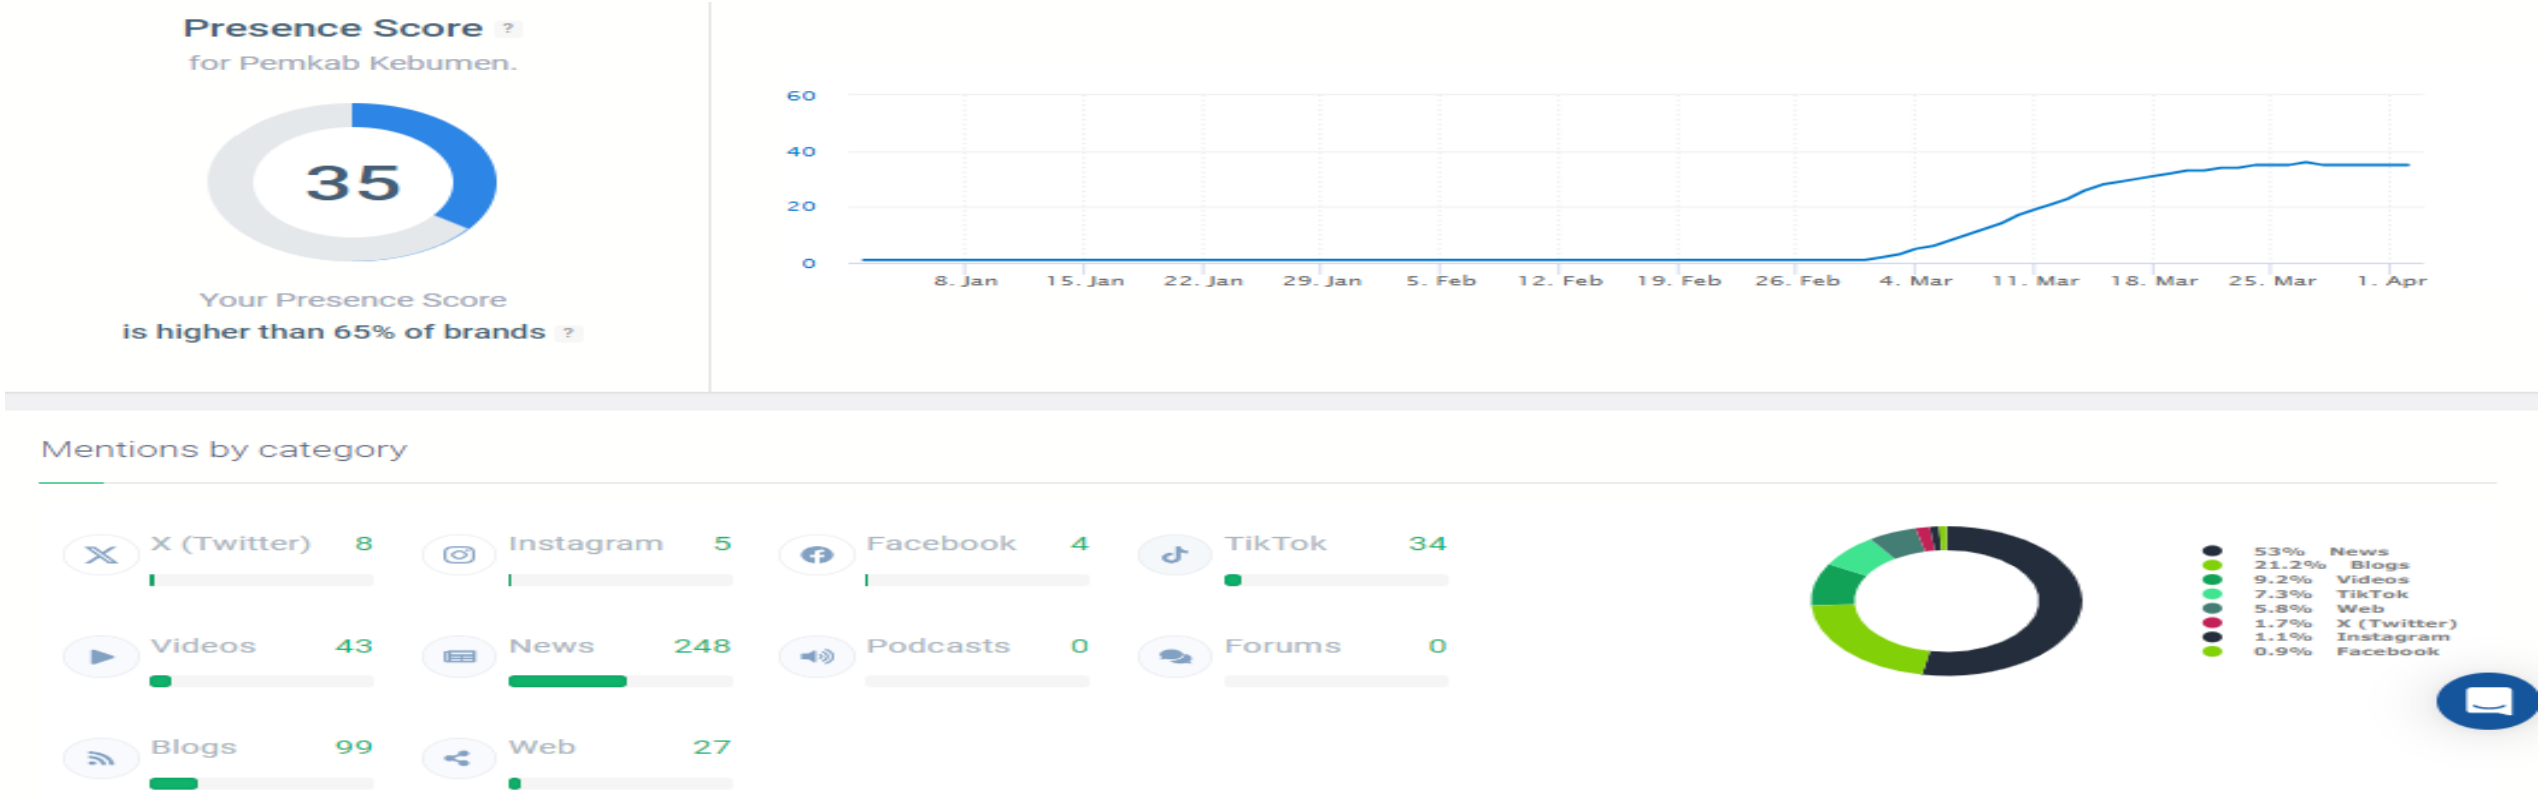 Presence Score ?
for Pemkab Kebumen.
35
Your Presence Score
is higher than 65% of brands ?
60
40
20
0
8. Jan 15. Jan 22. Jan 29. Jan 5. Feb 12. Feb 19. Feb 26. Feb 4. Mar 11. Mar 18. Mar 25. Mar 1. Apr
Mentions by category
X (Twitter) 8
Instagram 5
Facebook 4
TikTok 34
Videos 43
News 248
Podcasts 0
Forums 0
Blogs 99
Web 27
53% News
21.2% Blogs
9.2% Videos
7.3% TikTok
5.8% Web
1.7% X (Twitter)
1.1% Instagram
0.9% Facebook